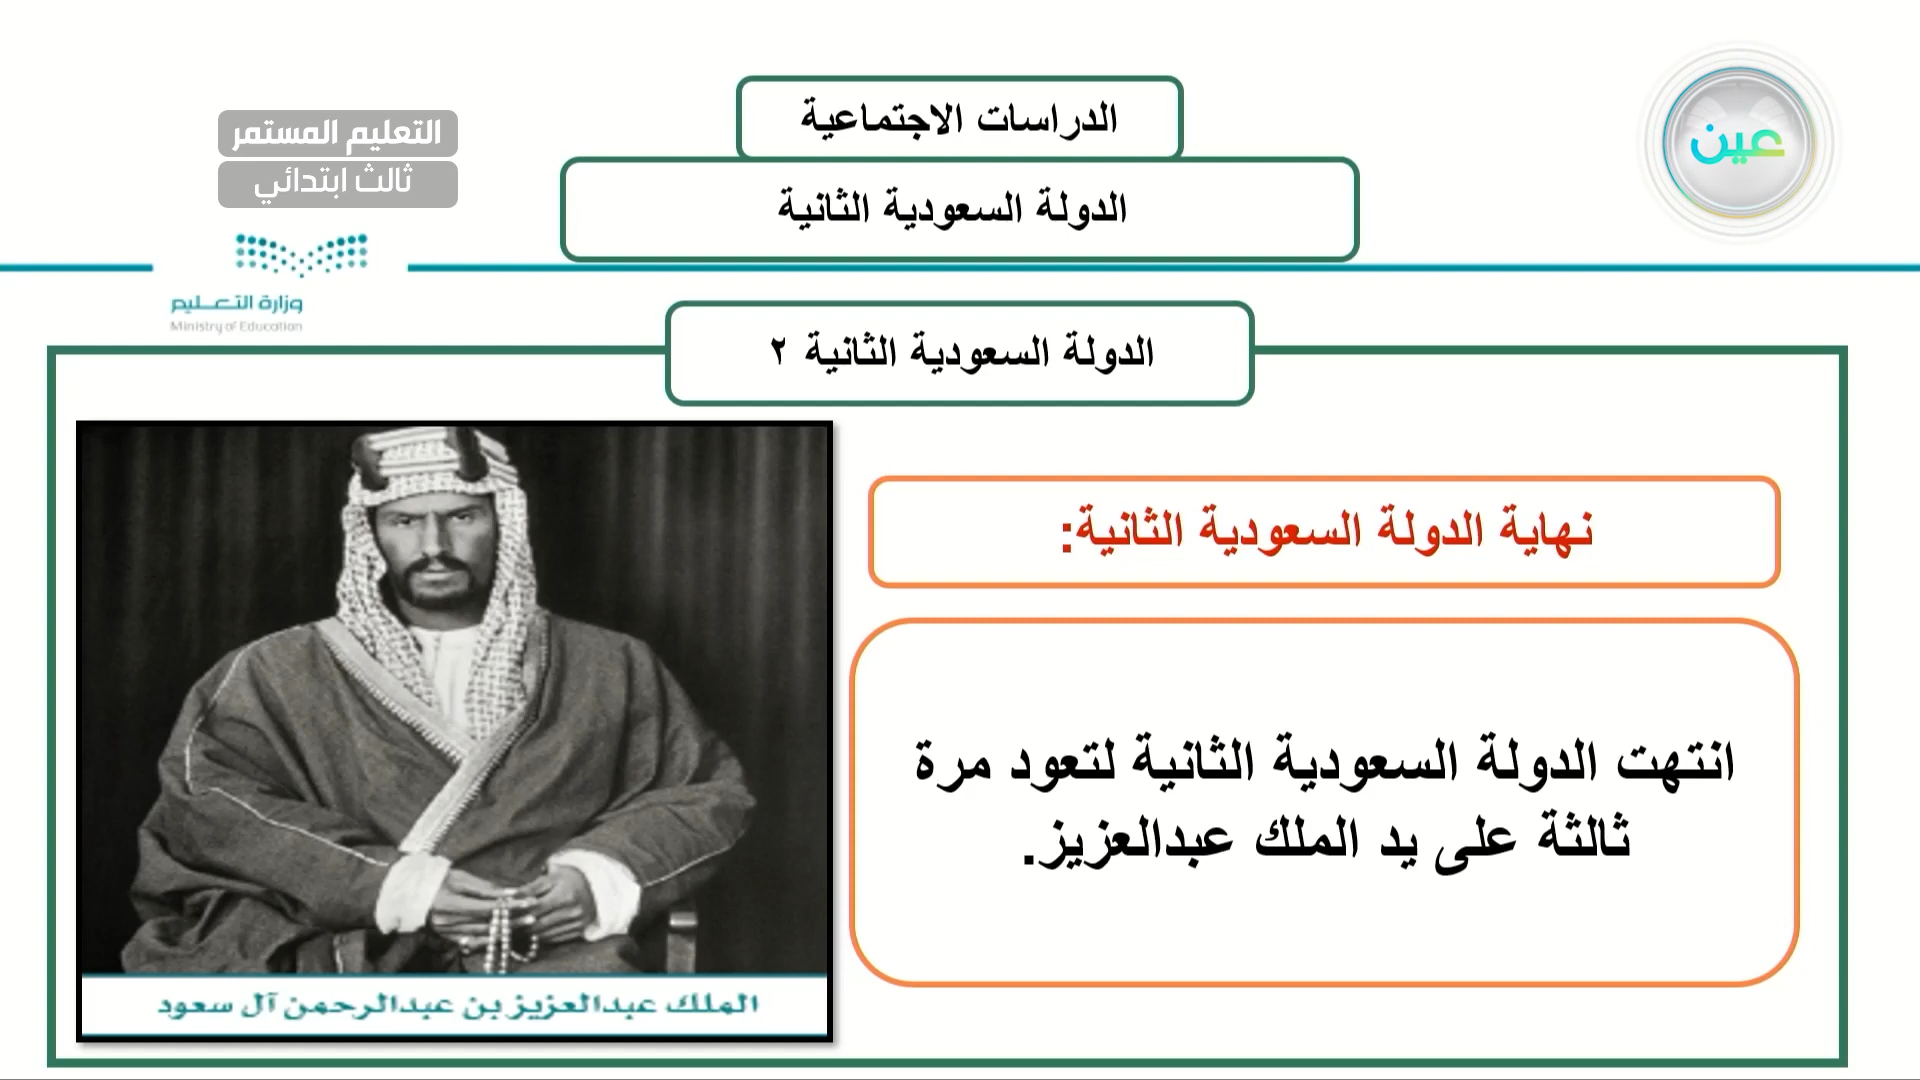 الدراسات الاجتماعية
عين
التعليم المستمر
ثالث ابتدائي
الدولة السعودية الثانية
وزارة التعـــليم
Ministry of Education
الدولة السعودية الثانية ٢
نهاية الدولة السعودية الثانية:
انتهت الدولة السعودية الثانية لتعود مرة
ثالثة على يد الملك عبدالعزيز.
الملك عبدالعزيز بن عبدالرحمن آل سعود